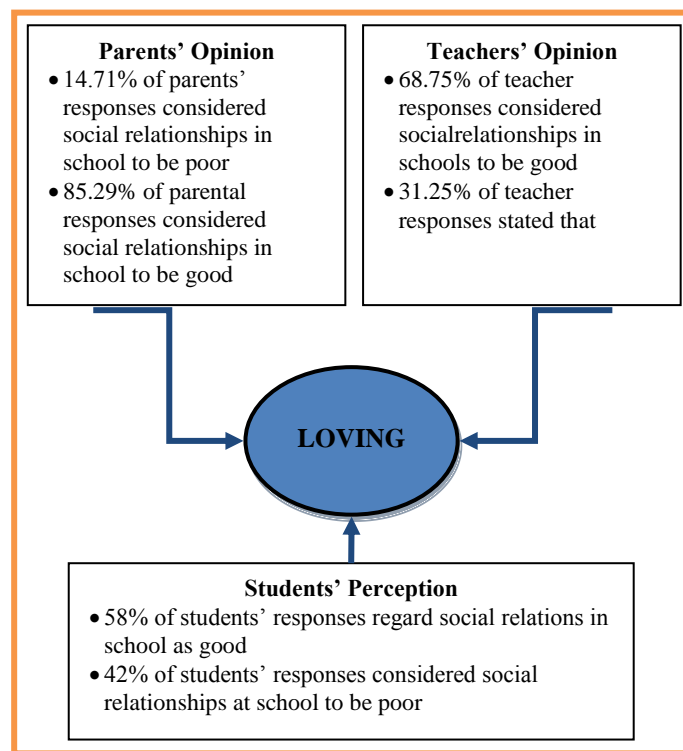 Parents’ Opinion
• 14.71% of parents’
responses considered
social relationships in
school to be poor
• 85.29% of parental
responses considered
social relationships in
school to be good
Teachers’ Opinion
• 68.75% of teacher
responses considered
socialrelationships in
schools to be good
• 31.25% of teacher
responses stated that
LOVING
Students’ Perception
• 58% of students’ responses regard social relations in
school as good
• 42% of students’ responses considered social
relationships at school to be poor